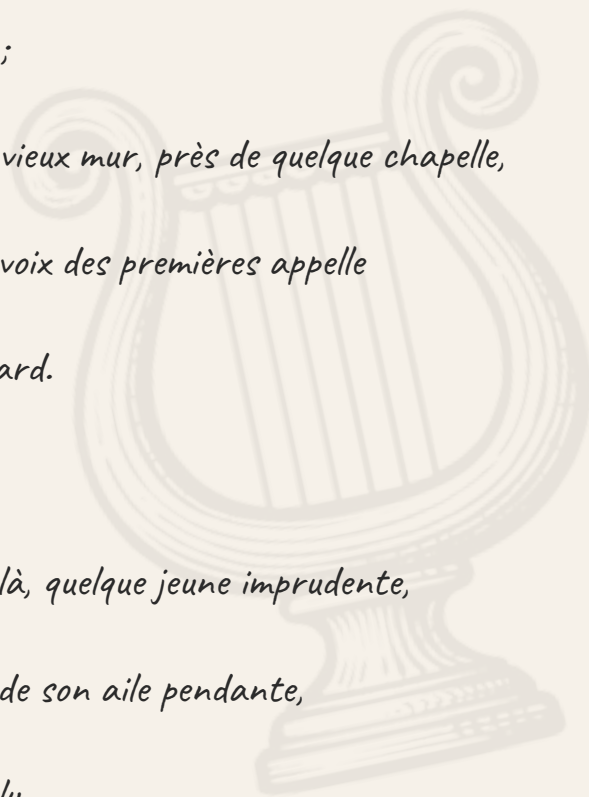 ;
vieux mur, près de quelque chapelle,
voix des premières appelle
ard.
là, quelque jeune imprudente,
de son aile pendante,